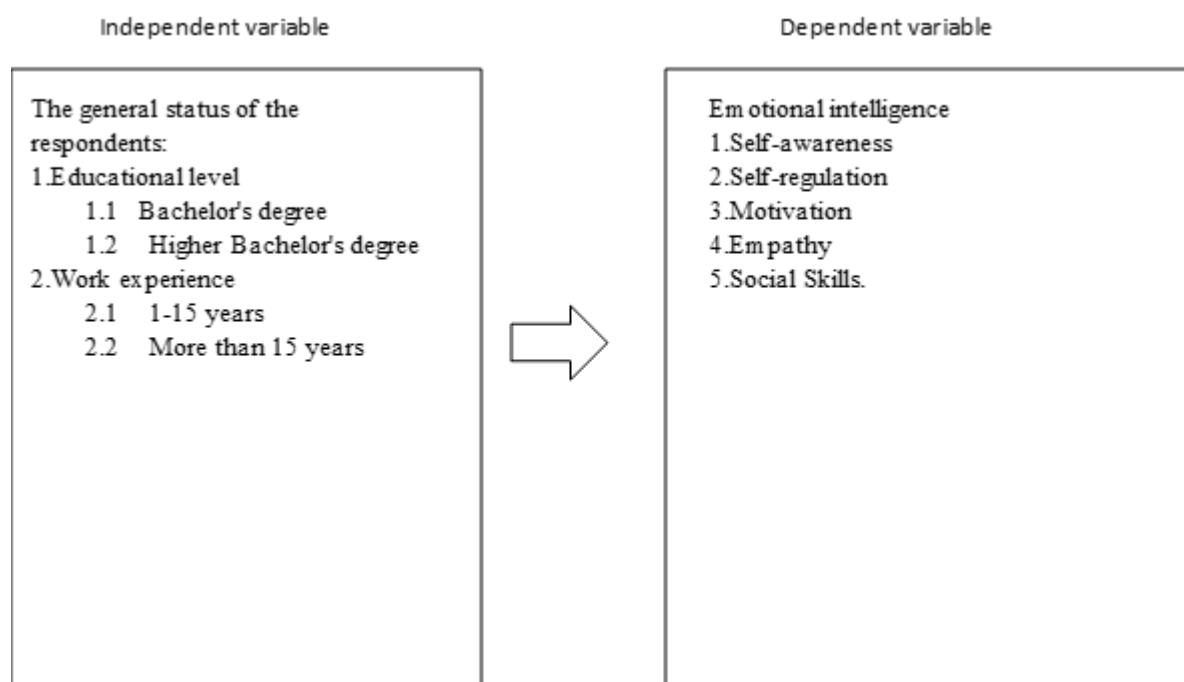 Independent variable
Dependent variable
The general status of the
respondents:
1.Educational level
1.1 Bachelor's degree
1.2 Higher Bachelor's degree
2.Work experience
2.1 1-15 years
2.2 More than 15 years
Emotional intelligence
1.Self-awareness
2.Self-regulation
3.Motivation
4.Empathy
5.Social Skills.